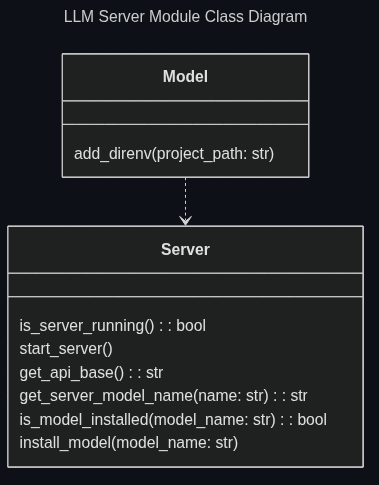 LLM Server Module Class Diagram
Model
add_direnv(project_path: str)
Server
is_server_running() : : bool
start_server()
get_api_base() : : str
get_server_model_name(name: str) : : str
is_model_installed(model_name: str) : : bool
install_model(model_name: str)